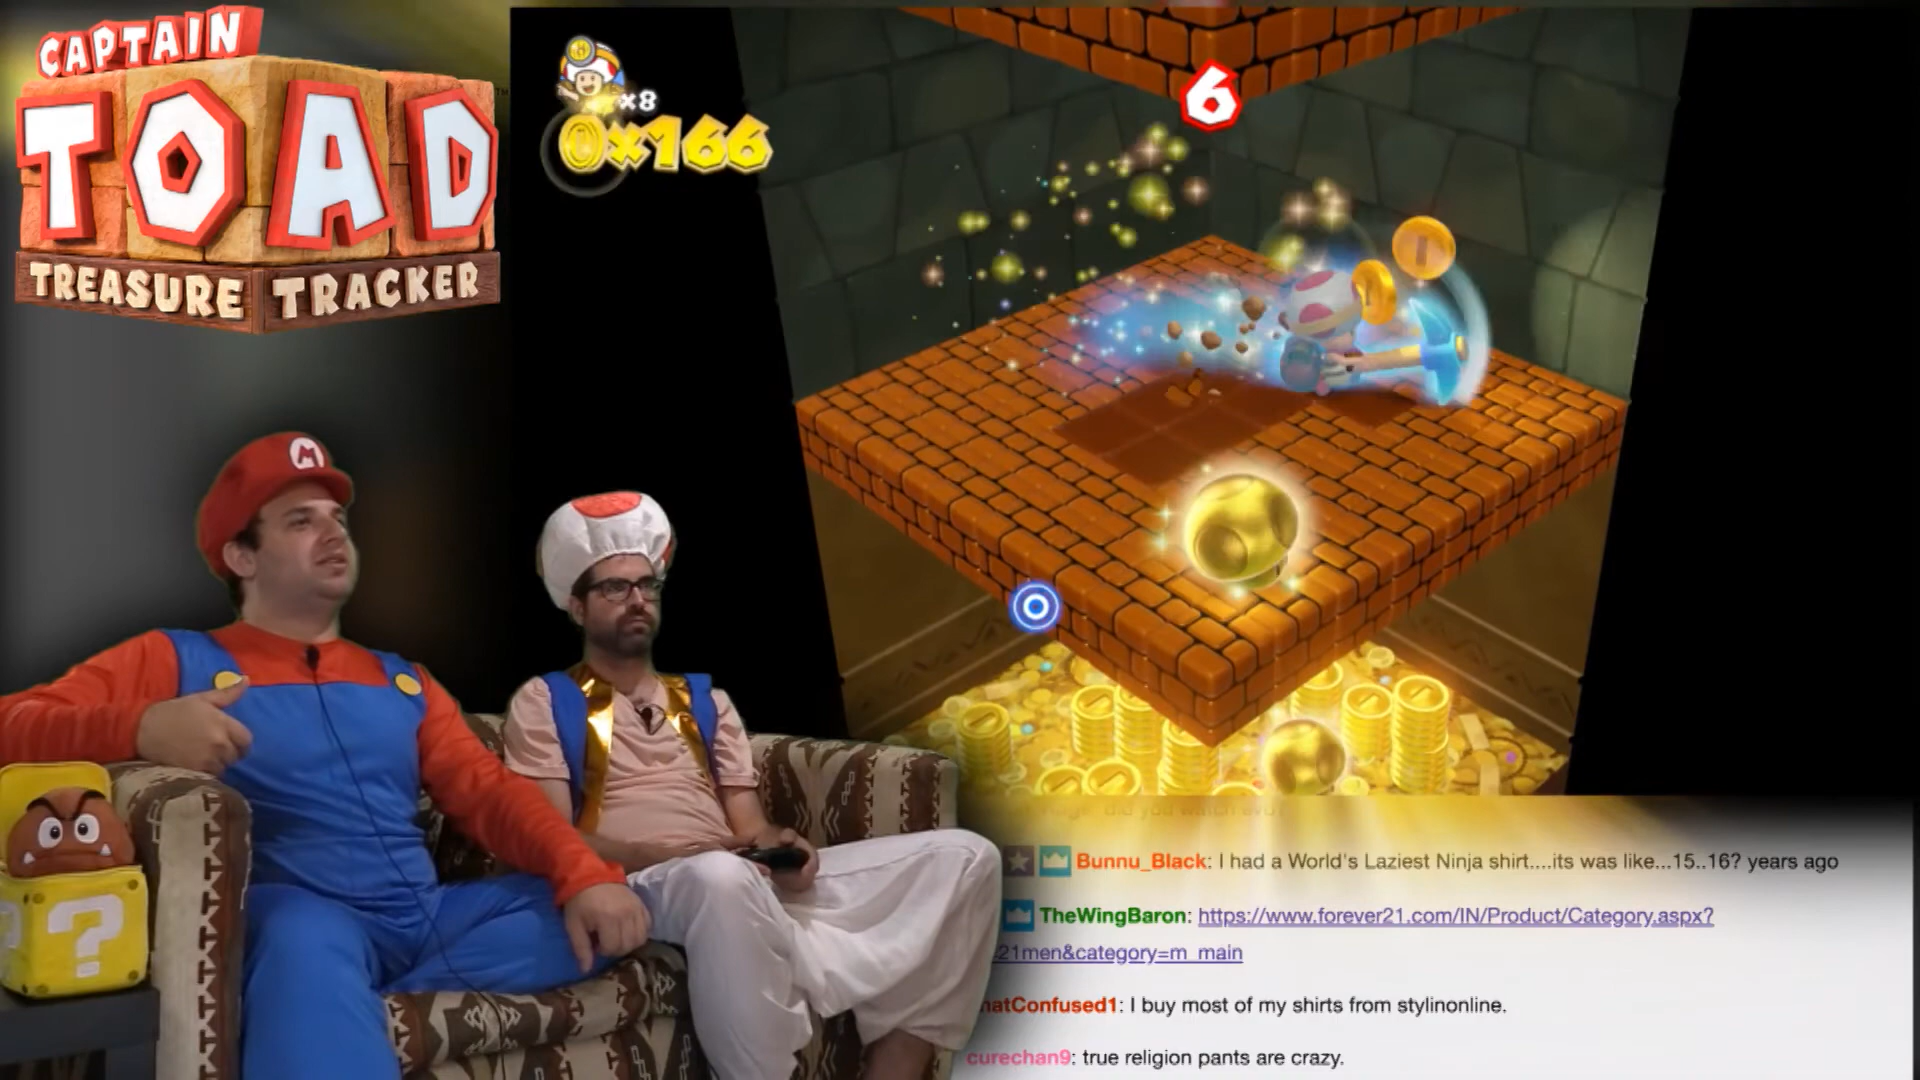 CAPTAIN
TOAD
TM
TREASURE TRACKER
×8
×166
6
M
?
Bunnu_Black: I had a World's Laziest Ninja shirt....its was like...15..16? years ago
TheWingBaron: https://www.forever21.com/IN/Product/Category.aspx?
21men&category=m_main
hatConfused1: I buy most of my shirts from stylinonline.
curechan9: true religion pants are crazy.